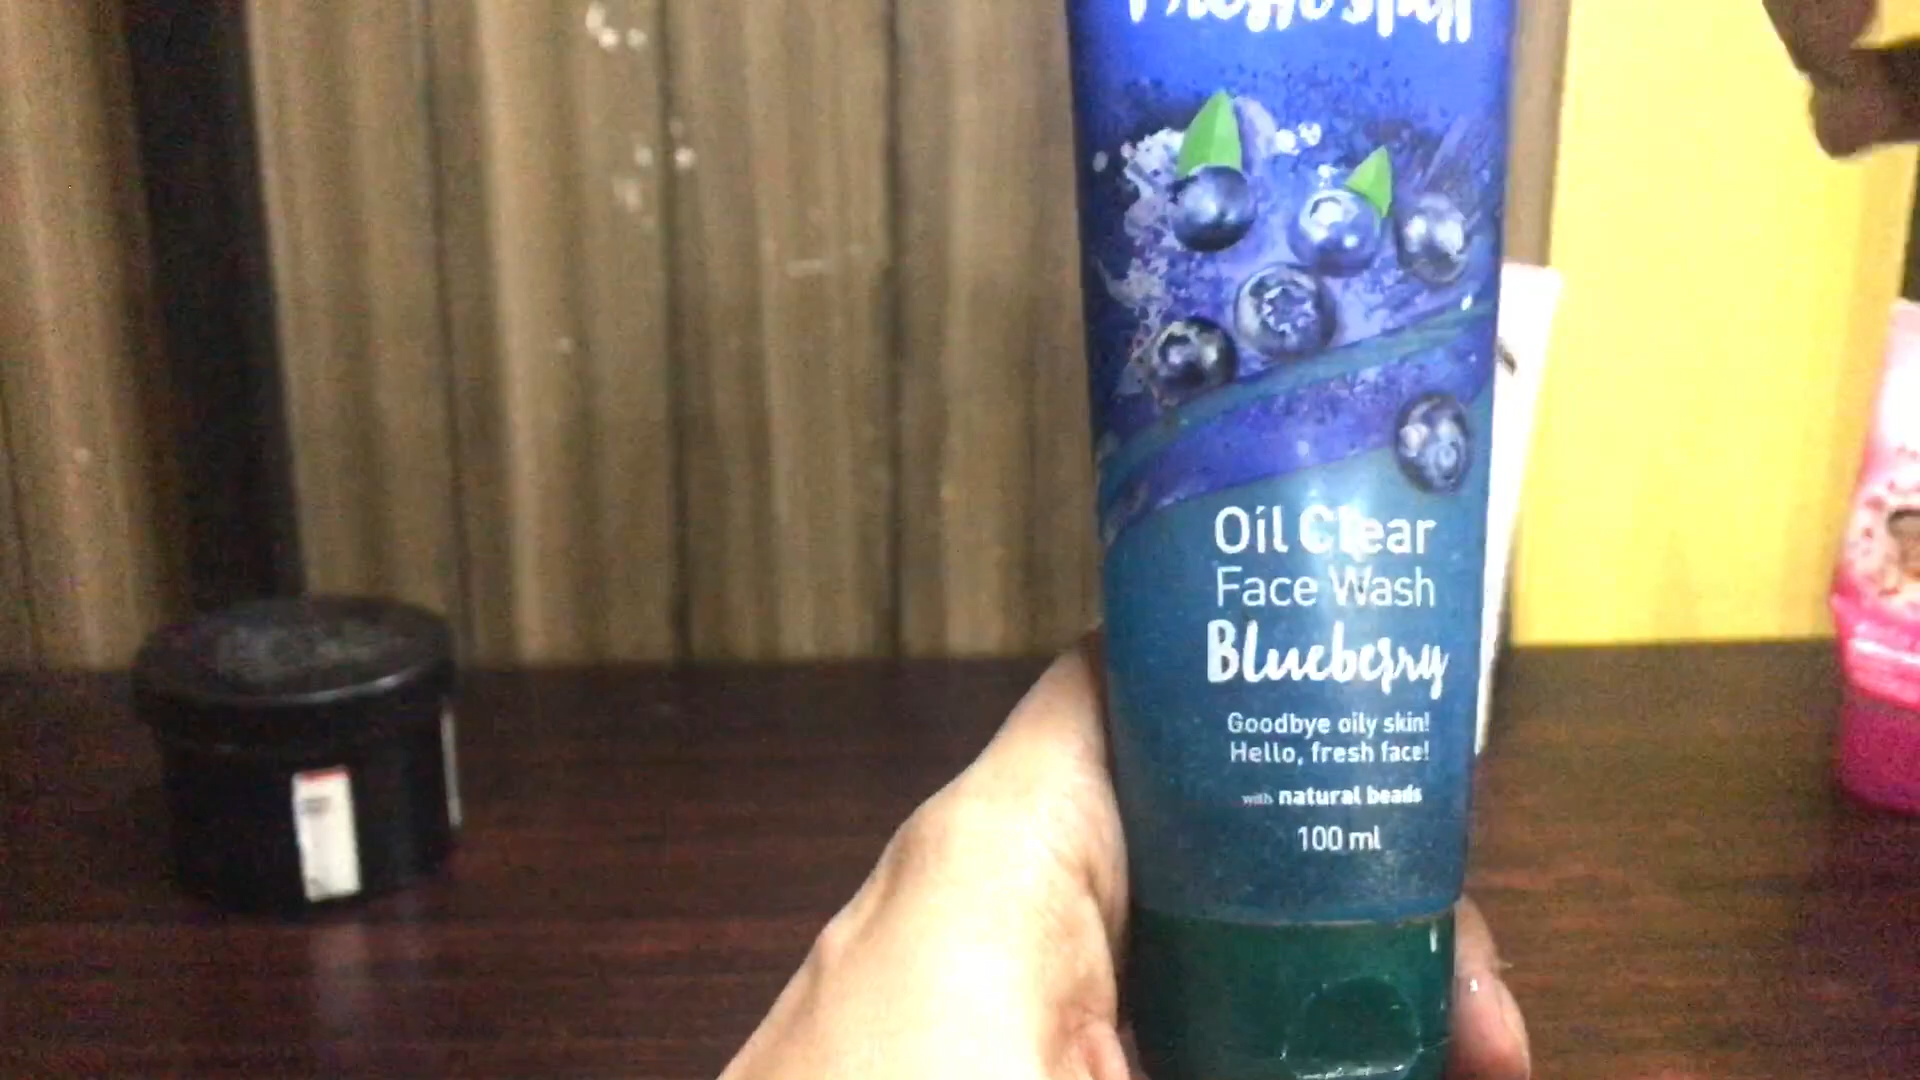 Oil Clear
Face Wash
Blueberry
Goodbye oily skin!
Hello, fresh face!
with natural beads
100 ml